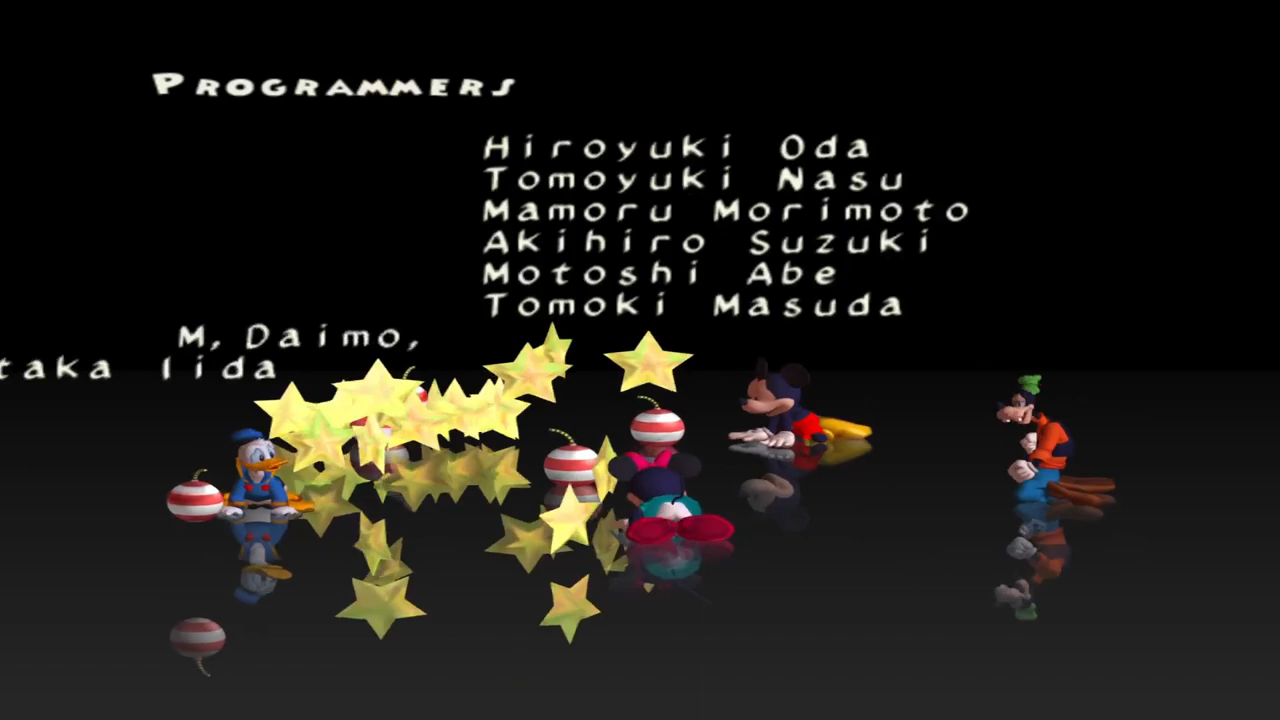 Programmers
Hiroyuki Oda
Tomoyuki Nasu
Mamoru Morimoto
Akihiro Suzuki
Motoshi Abe
Tomoki Masuda
M, Daimo,
taka Iida